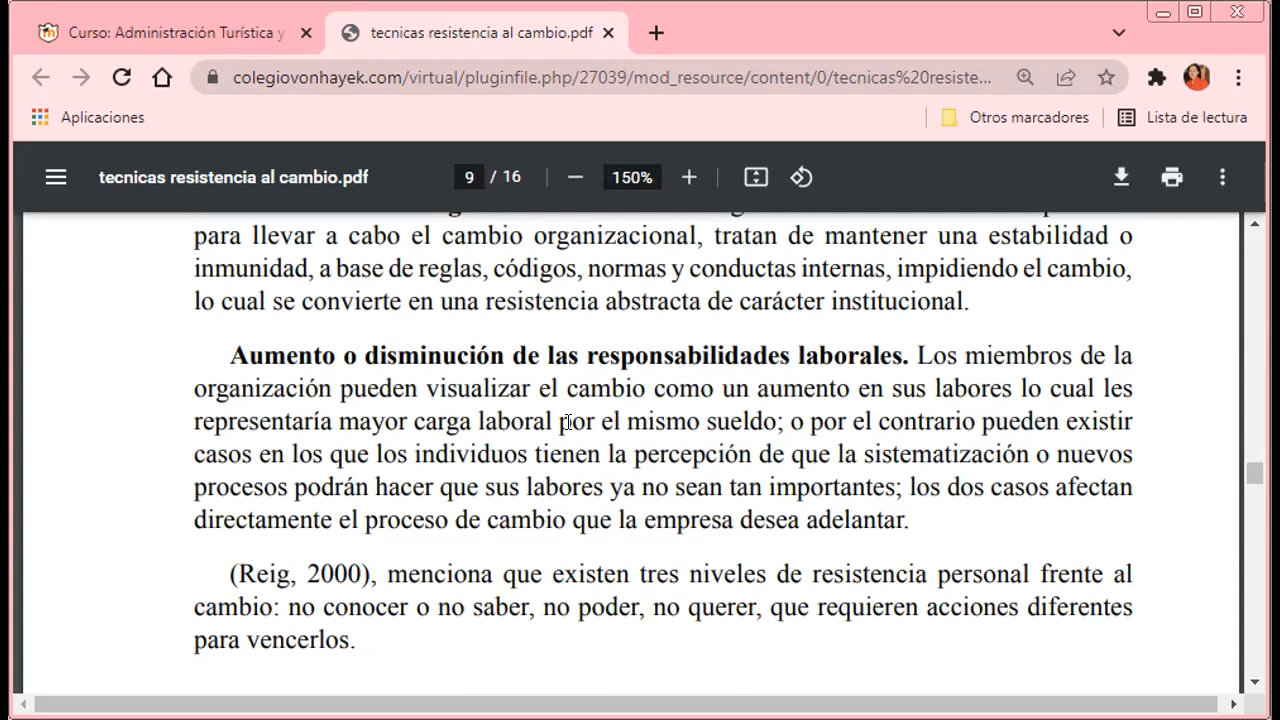 Curso: Administración Turística y
tecnicas resistencia al cambio.pdf
colegiovonhayek.com/virtual/pluginfile.php/27039/mod_resource/content/0/tecnicas%20resiste...
Aplicaciones
Otros marcadores
Lista de lectura
tecnicas resistencia al cambio.pdf
9 / 16
150%
para llevar a cabo el cambio organizacional, tratan de mantener una estabilidad o
inmunidad, a base de reglas, códigos, normas y conductas internas, impidiendo el cambio,
lo cual se convierte en una resistencia abstracta de carácter institucional.
Aumento o disminución de las responsabilidades laborales. Los miembros de la
organización pueden visualizar el cambio como un aumento en sus labores lo cual les
representaría mayor carga laboral por el mismo sueldo; o por el contrario pueden existir
casos en los que los individuos tienen la percepción de que la sistematización o nuevos
procesos podrán hacer que sus labores ya no sean tan importantes; los dos casos afectan
directamente el proceso de cambio que la empresa desea adelantar.
(Reig, 2000), menciona que existen tres niveles de resistencia personal frente al
cambio: no conocer o no saber, no poder, no querer, que requieren acciones diferentes
para vencerlos.